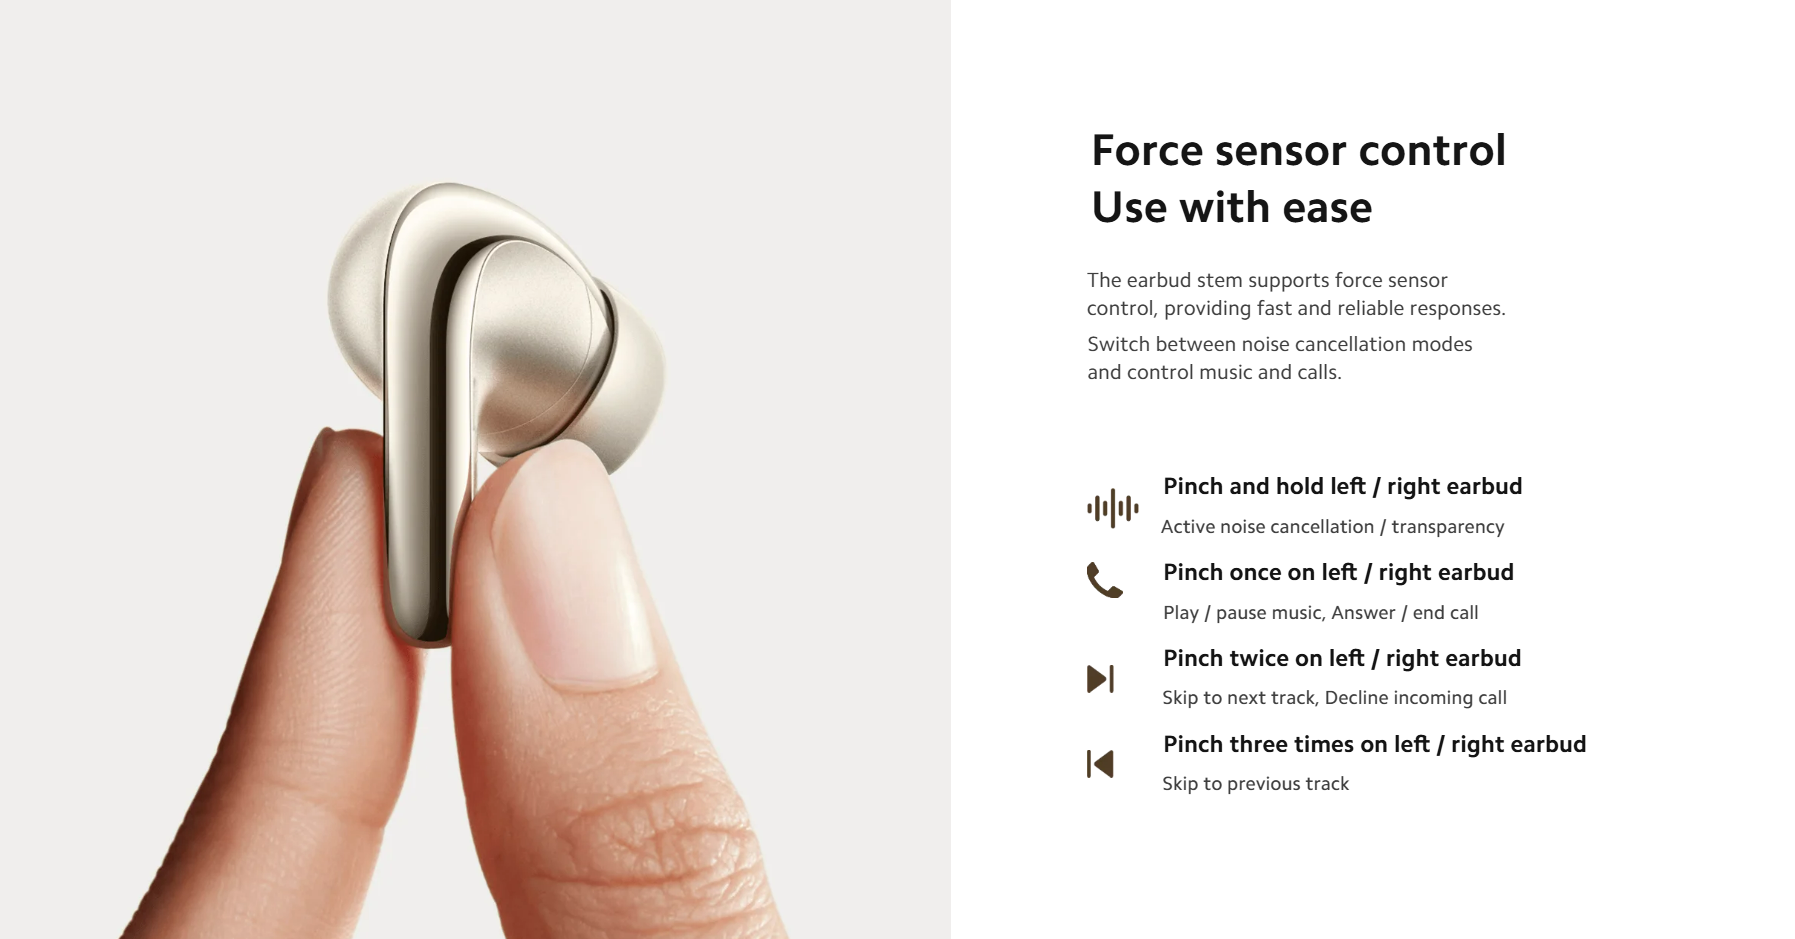 Force sensor control
Use with ease
The earbud stem supports force sensor
control, providing fast and reliable responses.
Switch between noise cancellation modes
and control music and calls.
Pinch and hold left / right earbud
Active noise cancellation / transparency
Pinch once on left / right earbud
Play / pause music, Answer / end call
Pinch twice on left / right earbud
Skip to next track, Decline incoming call
Pinch three times on left / right earbud
Skip to previous track